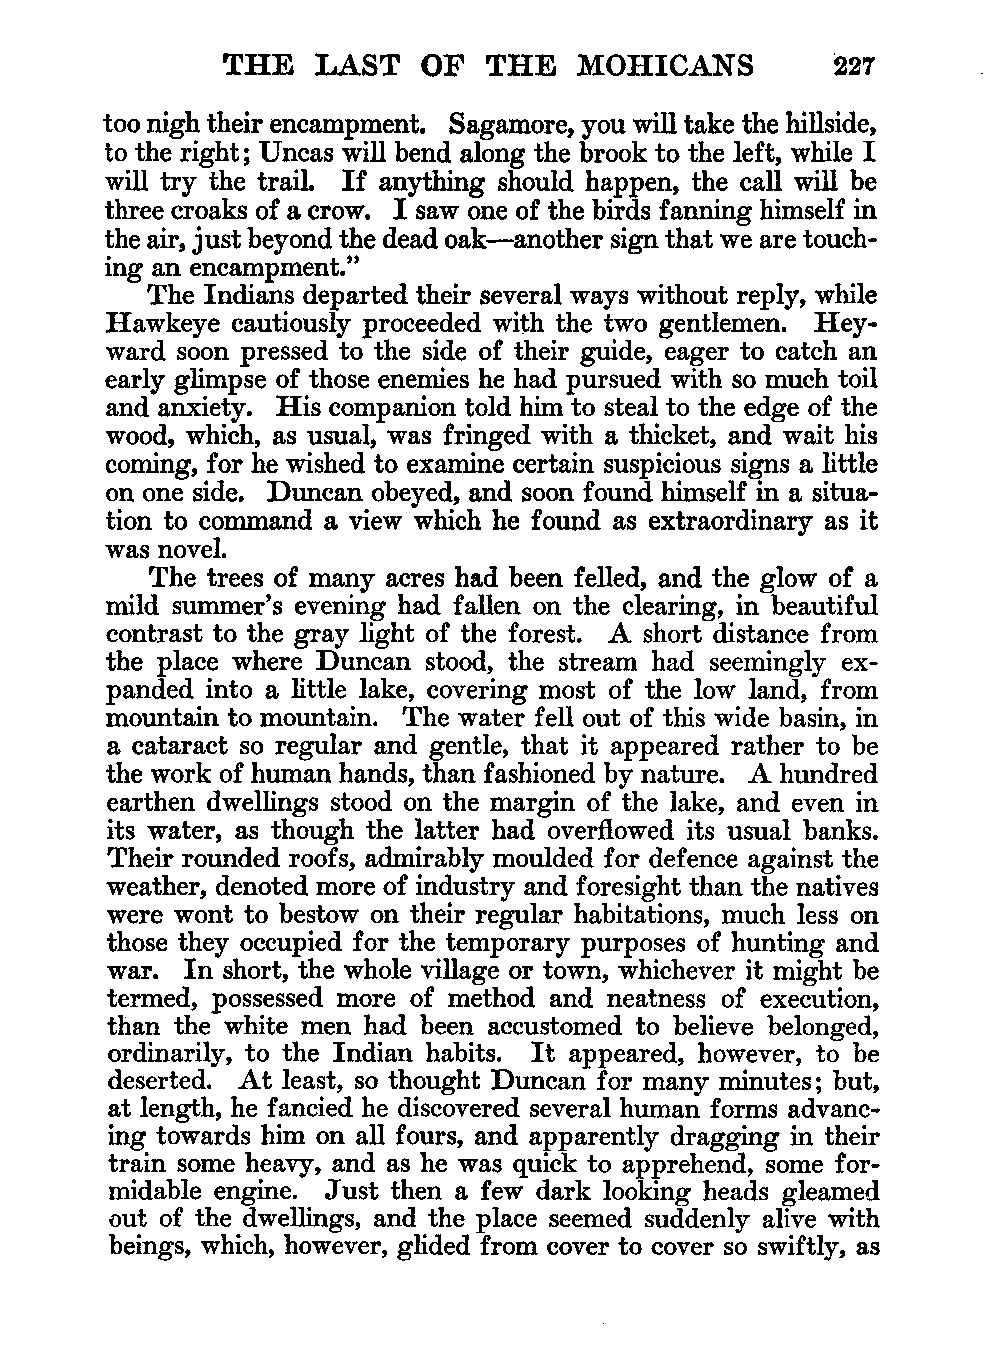 THE LAST OF THE MOHICANS 227
too nigh their encampment. Sagamore, you will take the hillside,
to the right; Uncas will bend along the brook to the left, while I
will try the trail. If anything should happen, the call will be
three croaks of a crow. I saw one of the birds fanning himself in
the air, just beyond the dead oak—another sign that we are touch-
ing an encampment."
The Indians departed their several ways without reply, while
Hawkeye cautiously proceeded with the two gentlemen. Hey-
ward soon pressed to the side of their guide, eager to catch an
early glimpse of those enemies he had pursued with so much toil
and anxiety. His companion told him to steal to the edge of the
wood, which, as usual, was fringed with a thicket, and wait his
coming, for he wished to examine certain suspicious signs a little
on one side. Duncan obeyed, and soon found himself in a situa-
tion to command a view which he found as extraordinary as it
was novel.
The trees of many acres had been felled, and the glow of a
mild summer's evening had fallen on the clearing, in beautiful
contrast to the gray light of the forest. A short distance from
the place where Duncan stood, the stream had seemingly ex-
panded into a little lake, covering most of the low land, from
mountain to mountain. The water fell out of this wide basin, in
a cataract so regular and gentle, that it appeared rather to be
the work of human hands, than fashioned by nature. A hundred
earthen dwellings stood on the margin of the lake, and even in
its water, as though the latter had overflowed its usual banks.
Their rounded roofs, admirably moulded for defence against the
weather, denoted more of industry and foresight than the natives
were wont to bestow on their regular habitations, much less on
those they occupied for the temporary purposes of hunting and
war. In short, the whole village or town, whichever it might be
termed, possessed more of method and neatness of execution,
than the white men had been accustomed to believe belonged,
ordinarily, to the Indian habits. It appeared, however, to be
deserted. At least, so thought Duncan for many minutes; but,
at length, he fancied he discovered several human forms advanc-
ing towards him on all fours, and apparently dragging in their
train some heavy, and as he was quick to apprehend, some for-
midable engine. Just then a few dark looking heads gleamed
out of the dwellings, and the place seemed suddenly alive with
beings, which, however, glided from cover to cover so swiftly, as